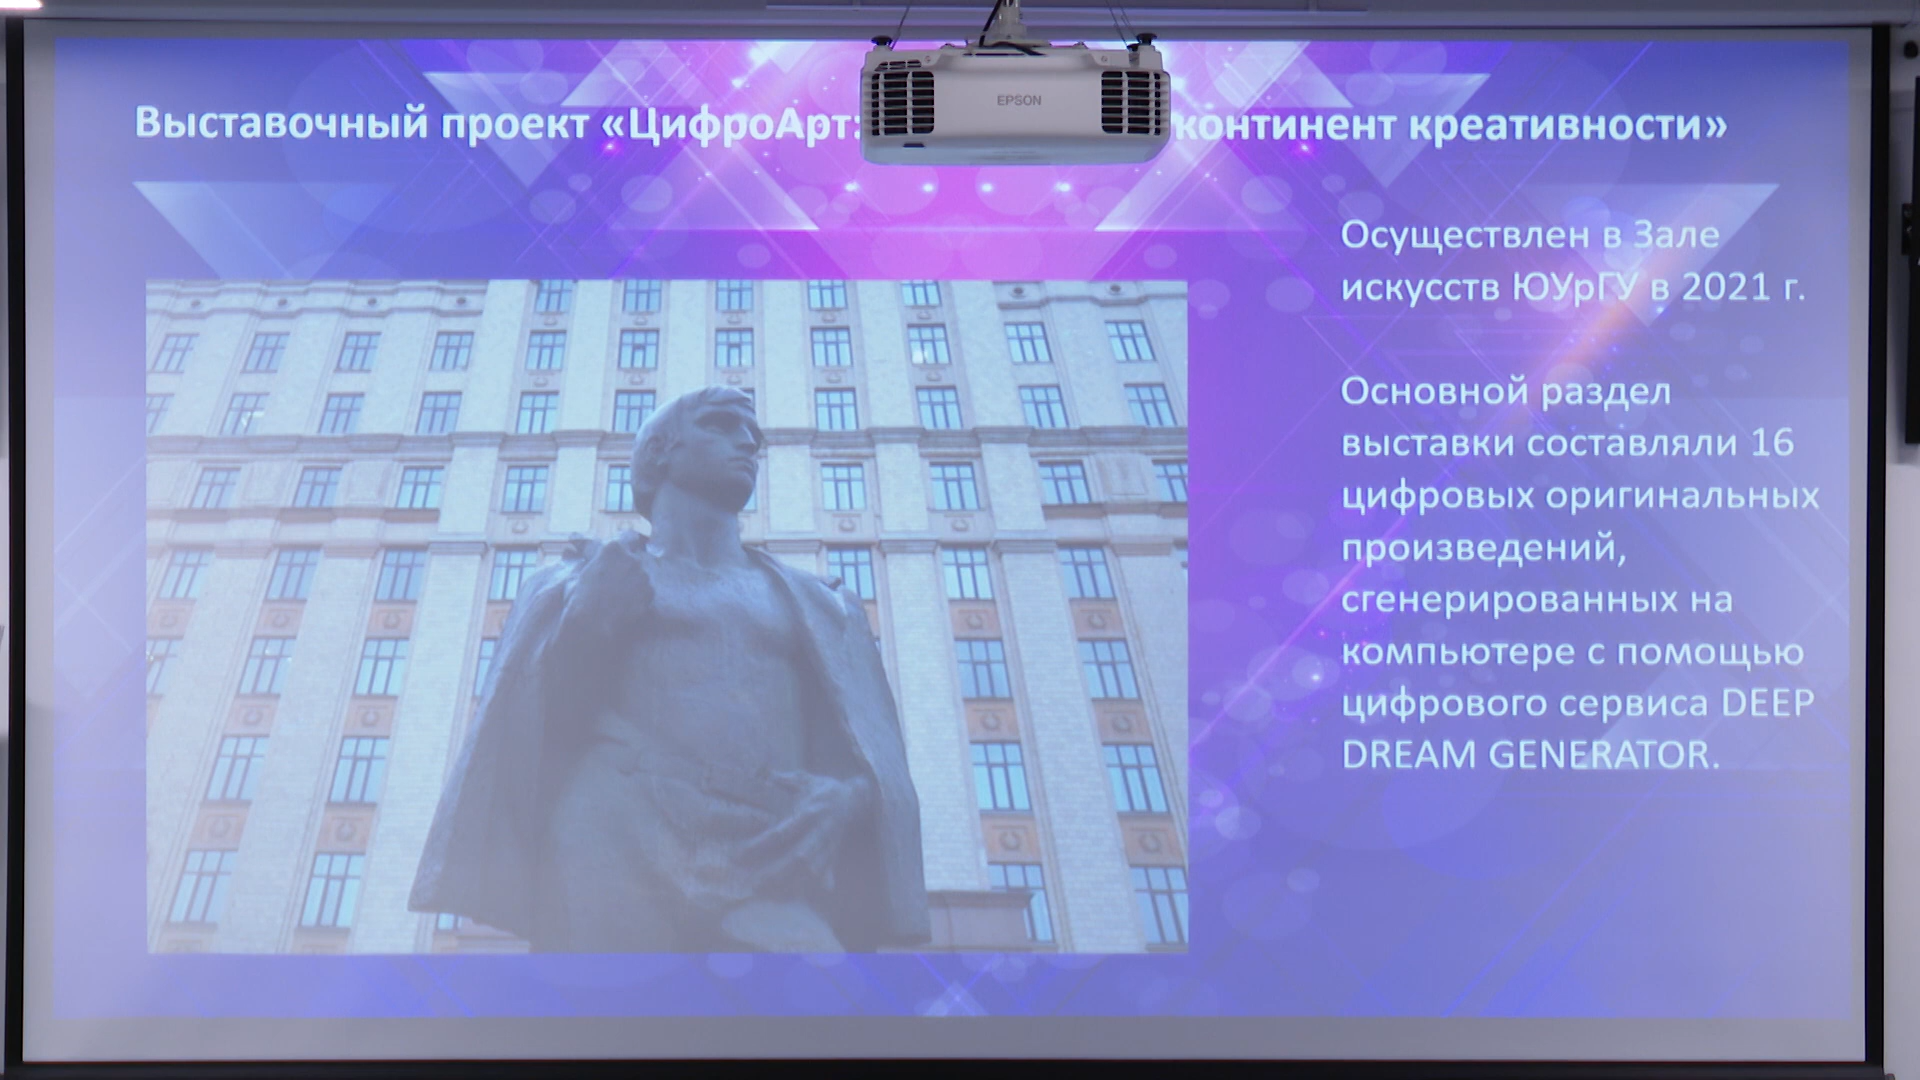 EPSON
Выставочный проект «ЦифроАрт: континент креативности»
Осуществлен в Зале
искусств ЮУрГУ в 2021 г.
Основной раздел
выставки составляли 16
цифровых оригинальных
произведений,
сгенерированных на
компьютере с помощью
цифрового сервиса DEEP
DREAM GENERATOR.